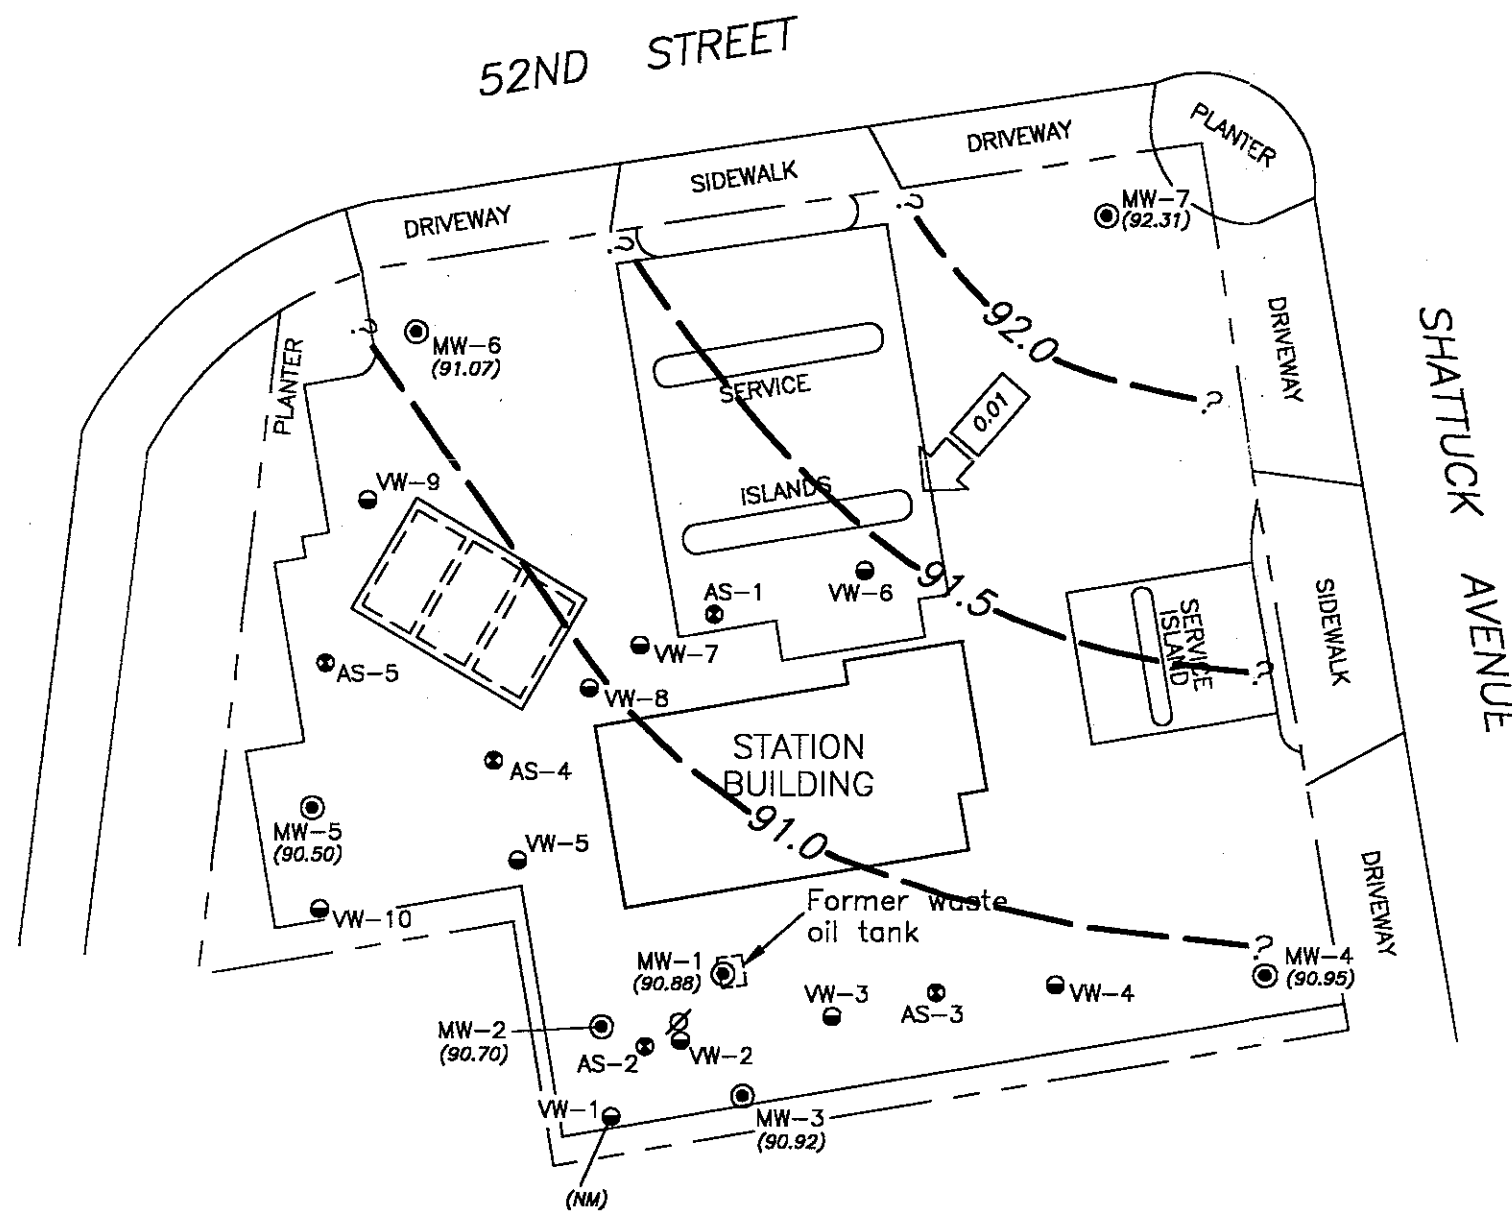 52ND STREET
PLANTER
DRIVEWAY
SIDEWALK
DRIVEWAY
MW-7
(92.31)
?
?
?
MW-6
(91.07)
PLANTER
92.0
DRIVEWAY
SHATTUCK AVENUE
SERVICE
ISLANDS
0.01
?
VW-9
AS-1
VW-6
91.5
SERVICE
ISLAND
SIDEWALK
?
VW-7
AS-5
VW-8
STATION
BUILDING
AS-4
91.0
MW-5
(90.50)
VW-5
DRIVEWAY
VW-10
Former waste
oil tank
?
MW-1
(90.88)
MW-4
(90.95)
VW-3
AS-3
VW-4
MW-2
(90.70)
AS-2
VW-2
VW-1
MW-3
(90.92)
(NM)